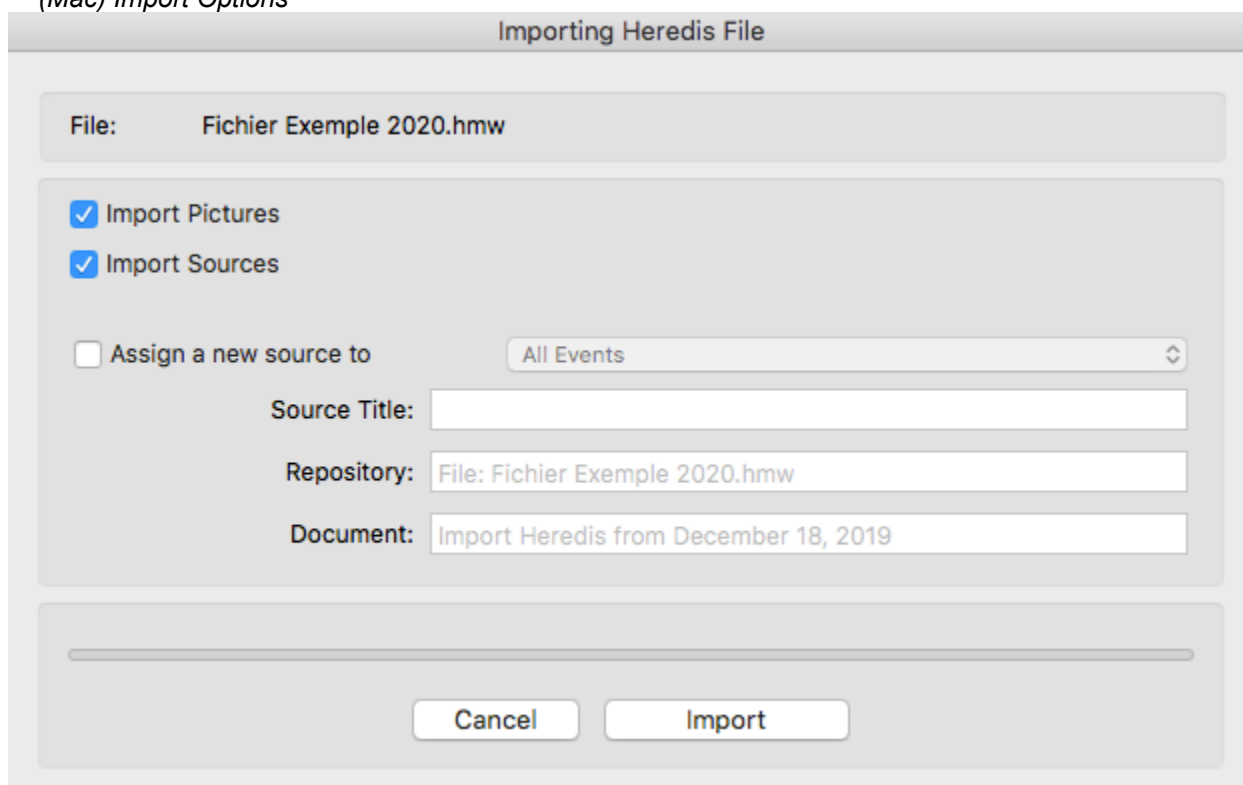 (Mac) Import Options
Importing Heredis File
File: Fichier Exemple 2020.hmw
Import Pictures
Import Sources
Assign a new source to All Events
Source Title:
Repository: File: Fichier Exemple 2020.hmw
Document: Import Heredis from December 18, 2019
Cancel Import